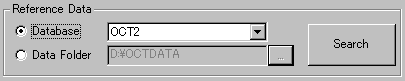 Reference Data
Database OCT2
Data Folder D:¥OCTDATA ... Search